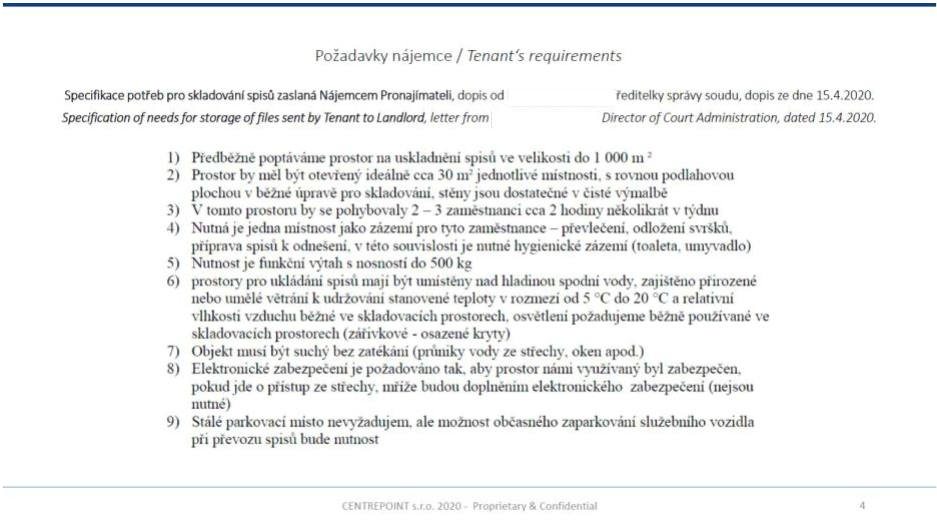 Požadavky nájemce / Tenant‘s requirements
Specifikace potřeb pro skladování spisů zaslaná Nájemcem Pronajímateli, dopis od ředitelky správy soudu, dopis ze dne 15.4.2020.
Specification of needs for storage of files sent by Tenant to Landlord, letter from Director of Court Administration, dated 15.4.2020.
1) Předběžně poptáváme prostor na uskladnění spisů ve velikosti do 1 000 m ²
2) Prostor by měl být otevřený ideálně cca 30 m² jednotlivé místnosti, s rovnou podlahovou
plochou v běžné úpravě pro skladování, stěny jsou dostatečné v čisté výmalbě
3) V tomto prostoru by se pohybovaly 2 – 3 zaměstnanci cca 2 hodiny několikrát v týdnu
4) Nutná je jedna místnost jako zázemí pro tyto zaměstnance – převlečení, odložení svršků,
příprava spisů k odnešení, v této souvislosti je nutné hygienické zázemí (toaleta, umyvadlo)
5) Nutnost je funkční výtah s nosností do 500 kg
6) prostory pro ukládání spisů mají být umístěny nad hladinou spodní vody, zajištěno přirozené
nebo umělé větrání k udržování stanovené teploty v rozmezí od 5 °C do 20 °C a relativní
vlhkosti vzduchu běžné ve skladovacích prostorech, osvětlení požadujeme běžně používané ve
skladovacích prostorech (zářivkové - osazené kryty)
7) Objekt musí být suchý bez zatékání (průniky vody ze střechy, oken apod.)
8) Elektronické zabezpečení je požadováno tak, aby prostor námi využívaný byl zabezpečen,
pokud jde o přístup ze střechy, mříže budou doplněním elektronického zabezpečení (nejsou
nutné)
9) Stálé parkovací místo nevyžadujem, ale možnost občasného zaparkování služebního vozidla
při převozu spisů bude nutnost
CENTREPOINT s.r.o. 2020 - Proprietary & Confidential
4